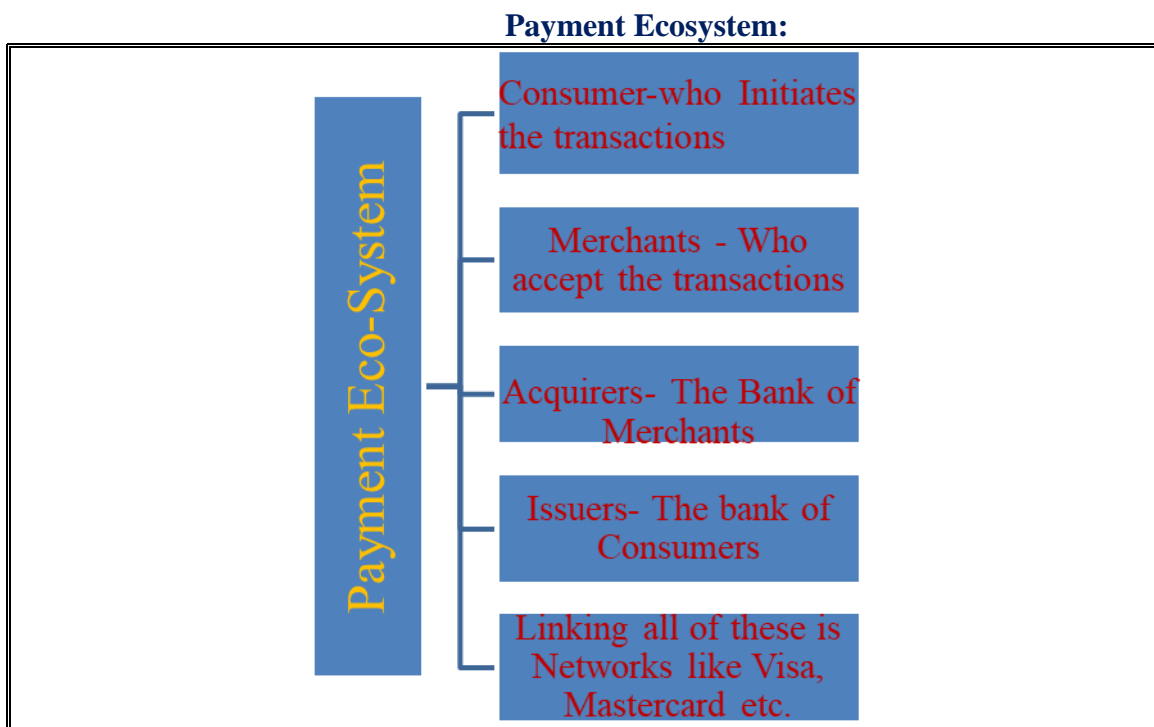 Payment Ecosystem:
Payment Eco-System
Consumer-who Initiates
the transactions
Merchants - Who
accept the transactions
Acquirers- The Bank of
Merchants
Issuers- The bank of
Consumers
Linking all of these is
Networks like Visa,
Mastercard etc.